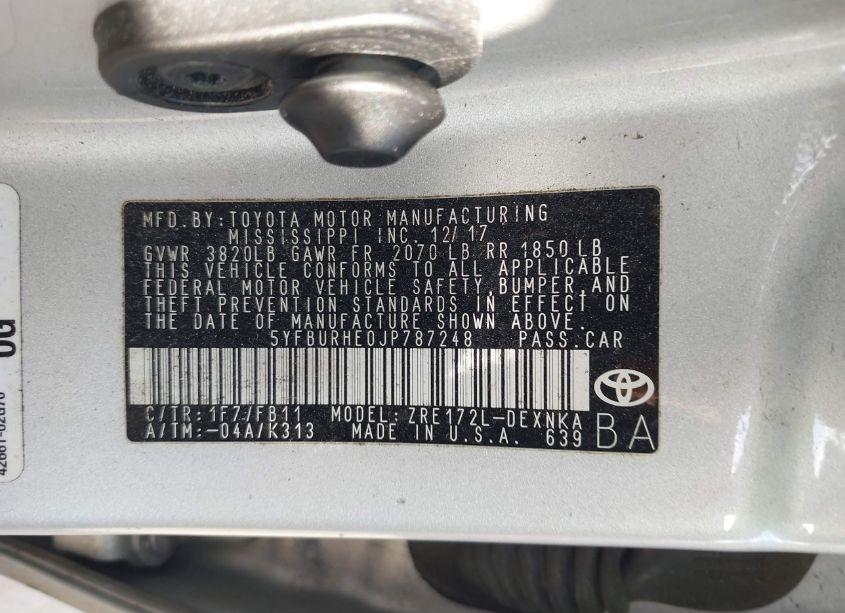 MFD. BY: TOYOTA MOTOR MANUFACTURING
MISSISSIPPI INC. 12/17
GVWR 3820LB GAWR FR 2070 LB RR 1850 LB
THIS VEHICLE CONFORMS TO ALL APPLICABLE
FEDERAL MOTOR VEHICLE SAFETY, BUMPER, AND
THEFT PREVENTION STANDARDS IN EFFECT ON
THE DATE OF MANUFACTURE SHOWN ABOVE.
5YFBURHE0JP787248 PASS.CAR
C/TR: 1F7/FB11 MODEL: ZRE172L-DEXNKA
A/TM:-04A/K313 MADE IN U.S.A. 639
BA